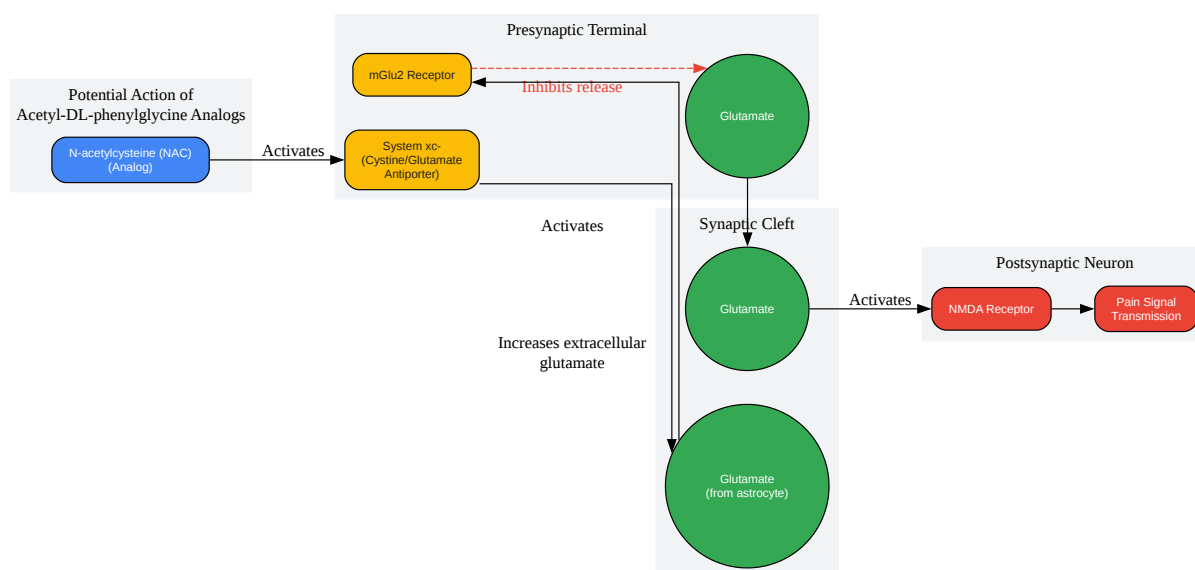 Presynaptic Terminal
mGlu2 Receptor
Inhibits release
Glutamate
Potential Action of
Acetyl-DL-phenylglycine Analogs
N-acetylcysteine (NAC)
(Analog)
Activates
System xc-
(Cystine/Glutamate
Antiporter)
Activates
Synaptic Cleft
Glutamate
Activates
Postsynaptic Neuron
NMDA Receptor
Pain Signal
Transmission
Increases extracellular
glutamate
Glutamate
(from astrocyte)